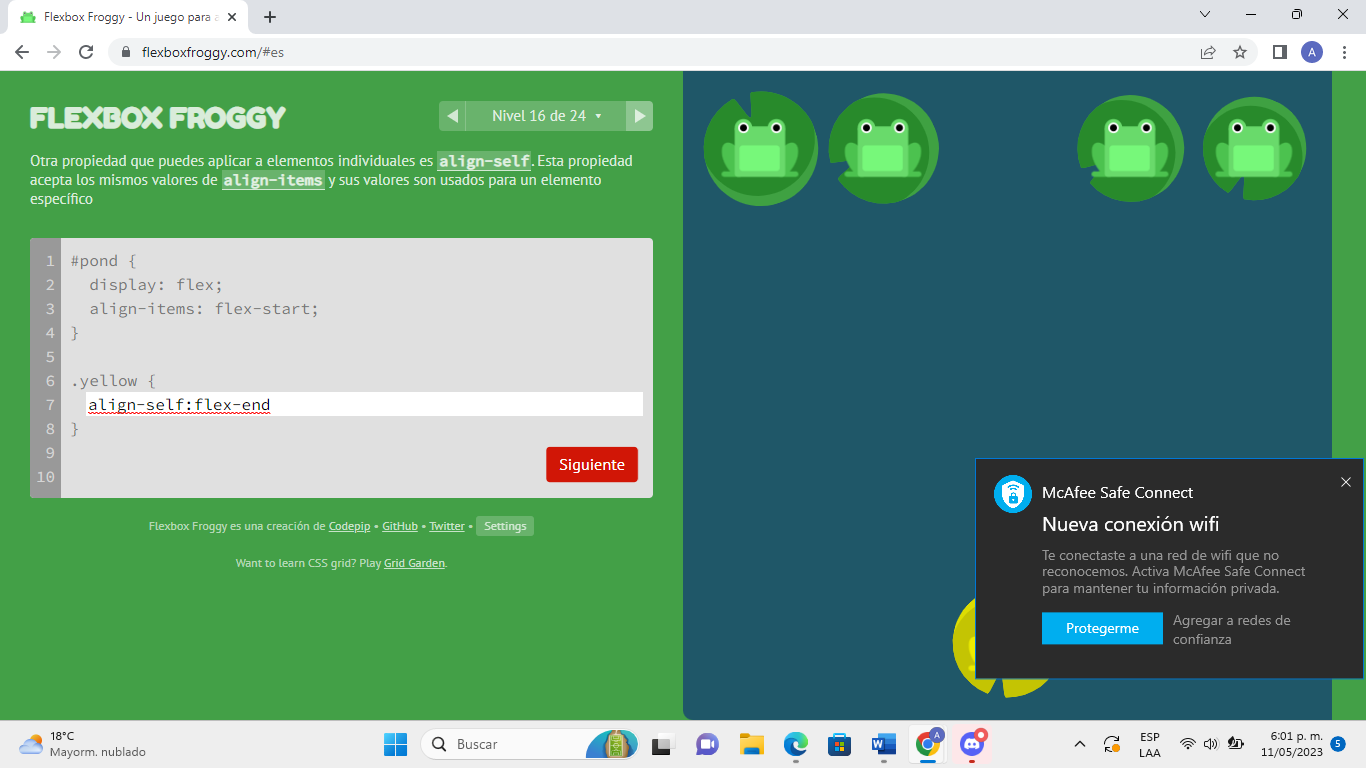 Flexbox Froggy - Un juego para a
flexboxfroggy.com/#es
A
FLEXBOX FROGGY
Nivel 16 de 24
Otra propiedad que puedes aplicar a elementos individuales es align-self. Esta propiedad
acepta los mismos valores de align-items y sus valores son usados para un elemento
específico
1 #pond {
2 display: flex;
3 align-items: flex-start;
4 }
5
6 .yellow {
7 align-self:flex-end
8 }
9
10
Siguiente
Flexbox Froggy es una creación de Codepip • GitHub • Twitter • Settings
Want to learn CSS grid? Play Grid Garden.
McAfee Safe Connect
Nueva conexión wifi
Te conectaste a una red de wifi que no
reconocemos. Activa McAfee Safe Connect
para mantener tu información privada.
Protegerme
Agregar a redes de
confianza
18°C
Mayorm. nublado
Buscar
A
ESP
LAA
6:01 p. m.
11/05/2023
5